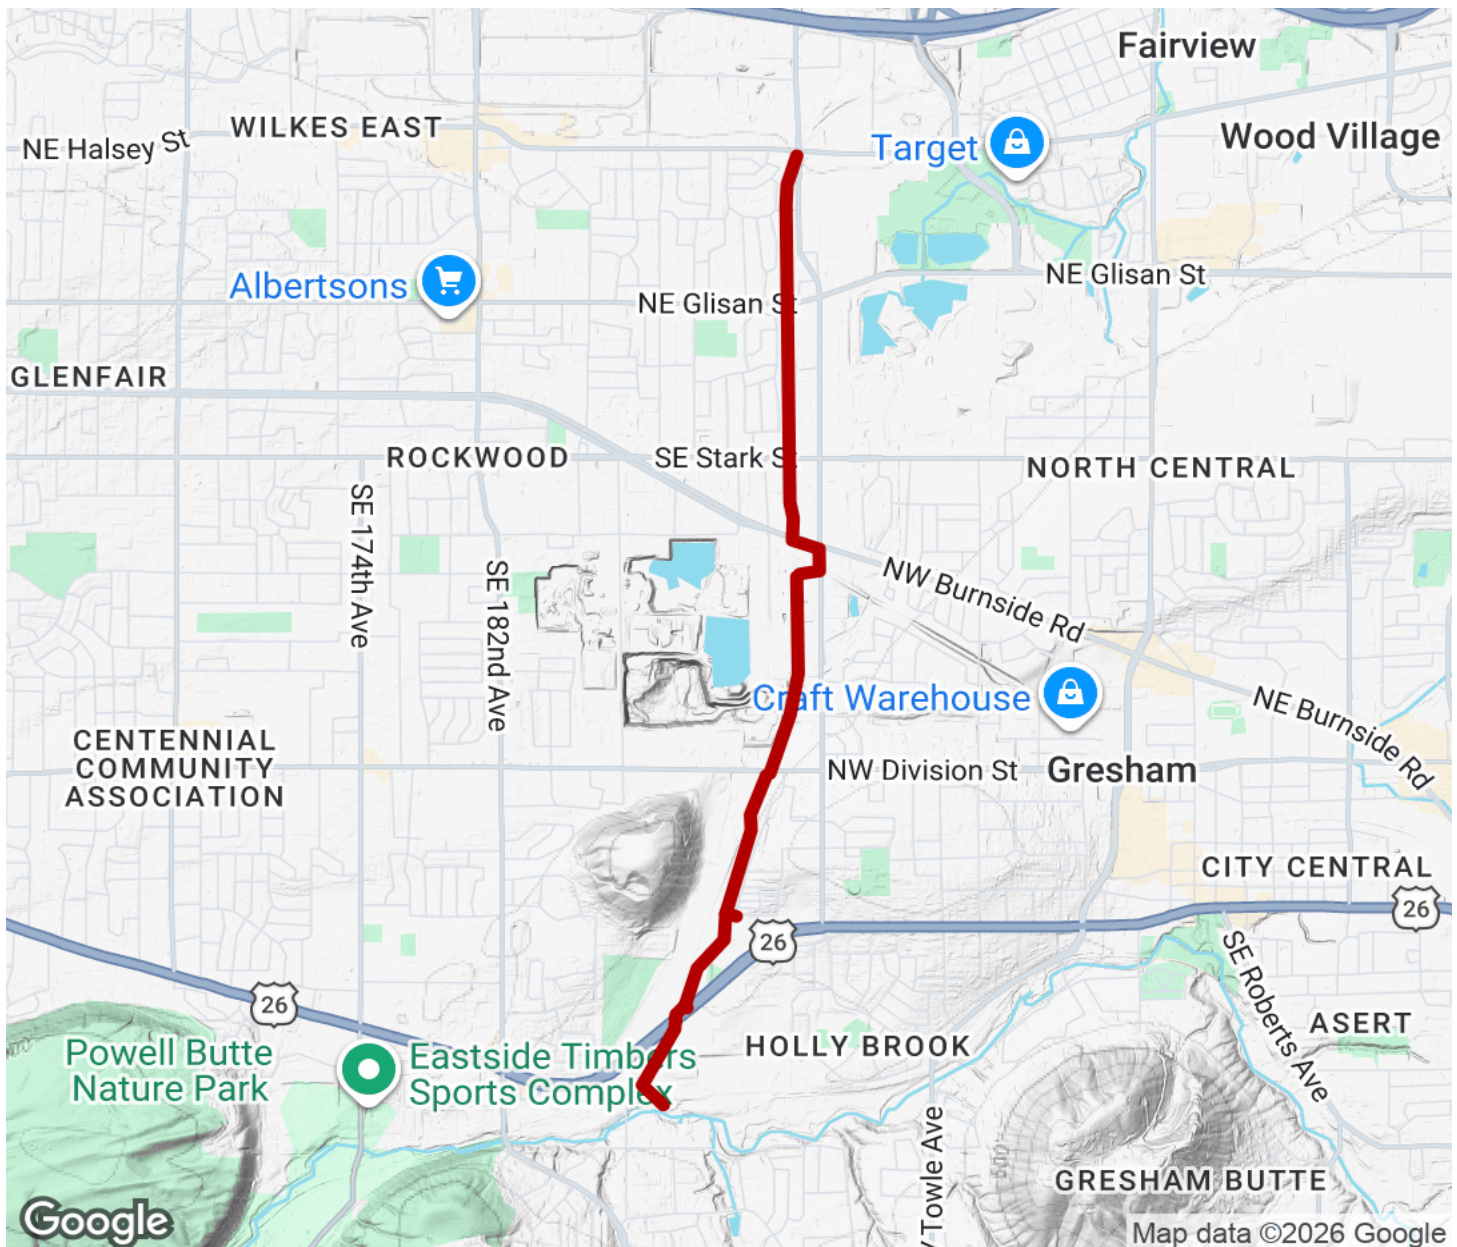 Fairview
WILKES EAST
NE Halsey St
Target
Wood Village
Albertsons
NE Glisan St
NE Glisan St
GLENFAIR
ROCKWOOD
SE Stark S
NORTH CENTRAL
SE 174th Ave
SE 182nd Ave
NW Burnside Rd
Craft Warehouse
NE Burnside Rd
CENTENNIAL
COMMUNITY
ASSOCIATION
NW Division St
Gresham
CITY CENTRAL
26
26
26
SE Roberts Ave
ASERT
HOLLY BROOK
Powell Butte
Nature Park
Eastside Timbers
Sports Complex
Towle Ave
GRESHAM BUTTE
Google
Map data ©2026 Google